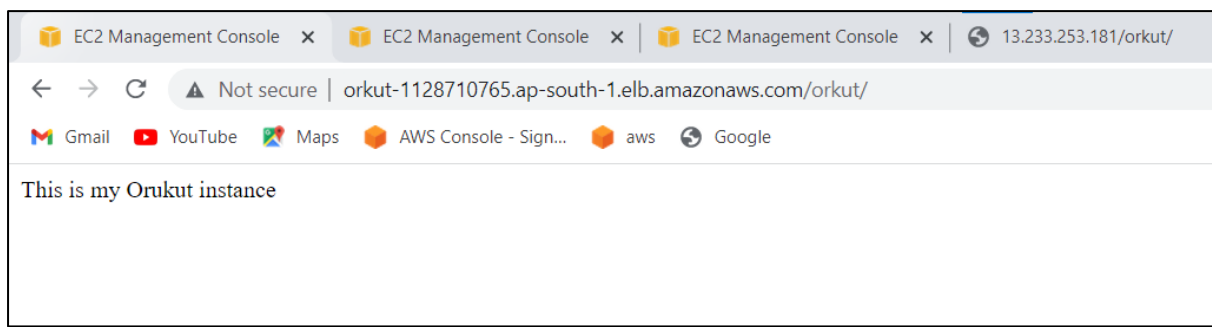 EC2 Management Console × EC2 Management Console × EC2 Management Console × 13.233.253.181/orkut/
Not secure | orkut-1128710765.ap-south-1.elb.amazonaws.com/orkut/
Gmail YouTube Maps AWS Console - Sign... aws Google
This is my Orukut instance